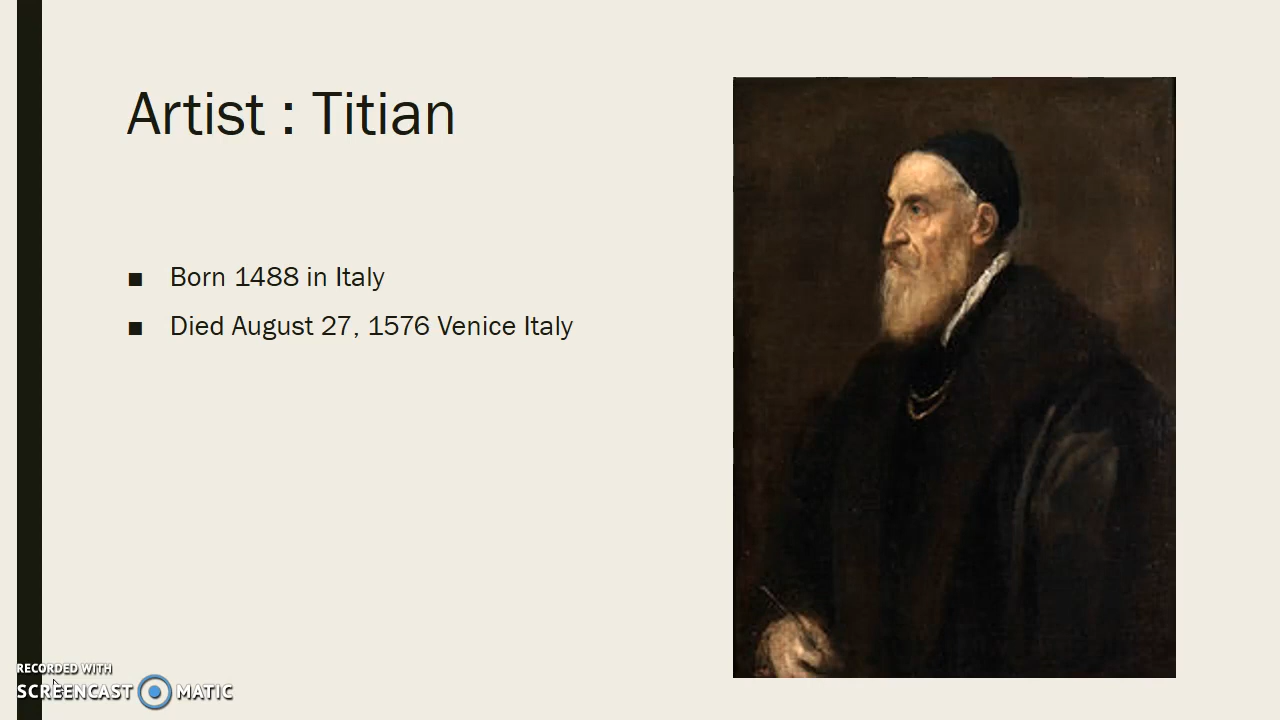 Artist : Titian
■ Born 1488 in Italy
■ Died August 27, 1576 Venice Italy
RECORDED WITH
SCREENCAST MATIC